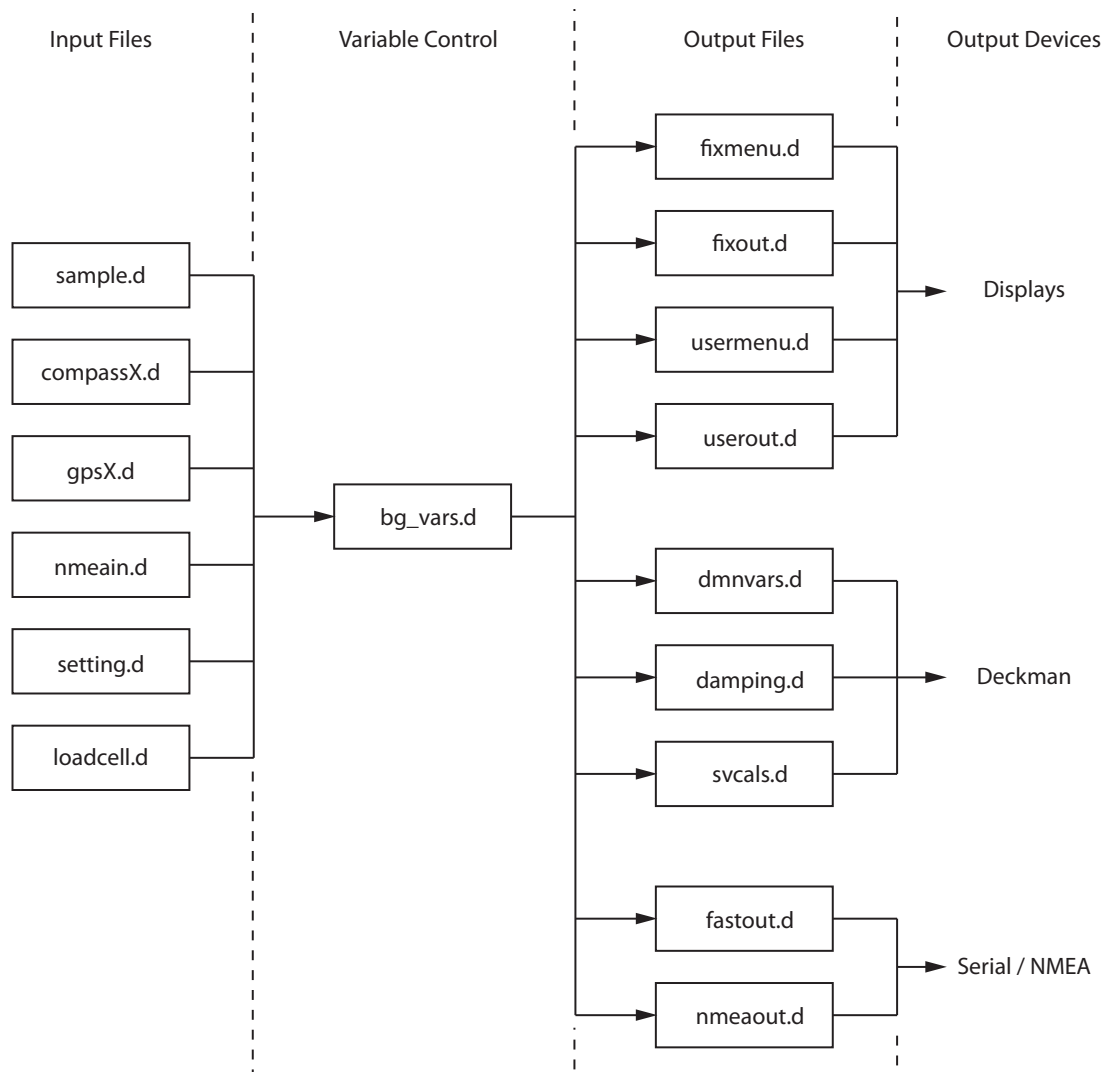 Input Files
Variable Control
Output Files
Output Devices
sample.d
compassX.d
gpsX.d
nmeain.d
setting.d
loadcell.d
bg_vars.d
fixmenu.d
fixout.d
usermenu.d
userout.d
dmnvars.d
damping.d
svcals.d
fastout.d
nmeaout.d
Displays
Deckman
Serial / NMEA